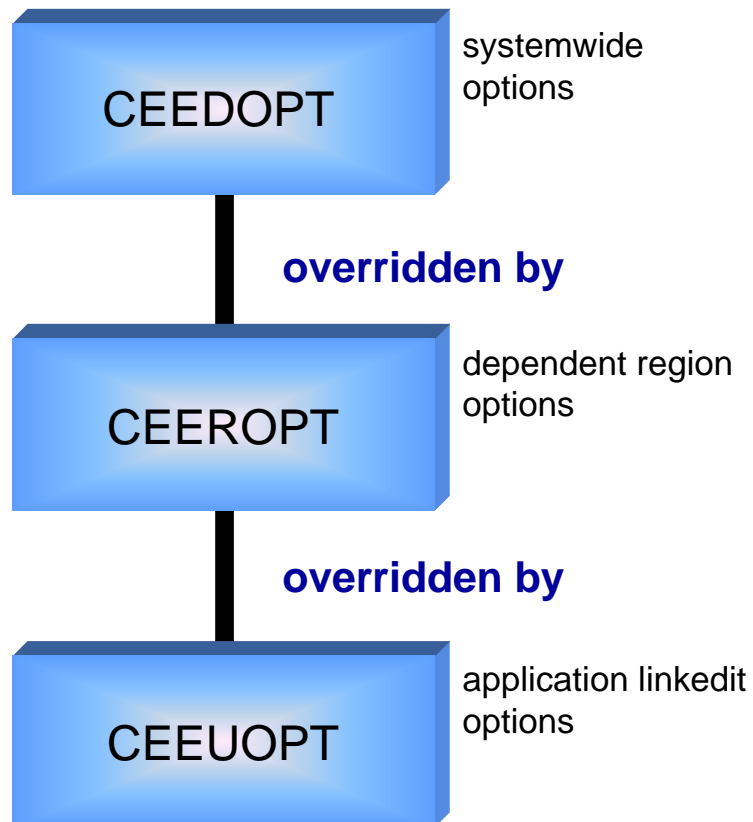 CEEDOPT
systemwide
options
overridden by
CEEROPT
dependent region
options
overridden by
CEEUOPT
application linkedit
options